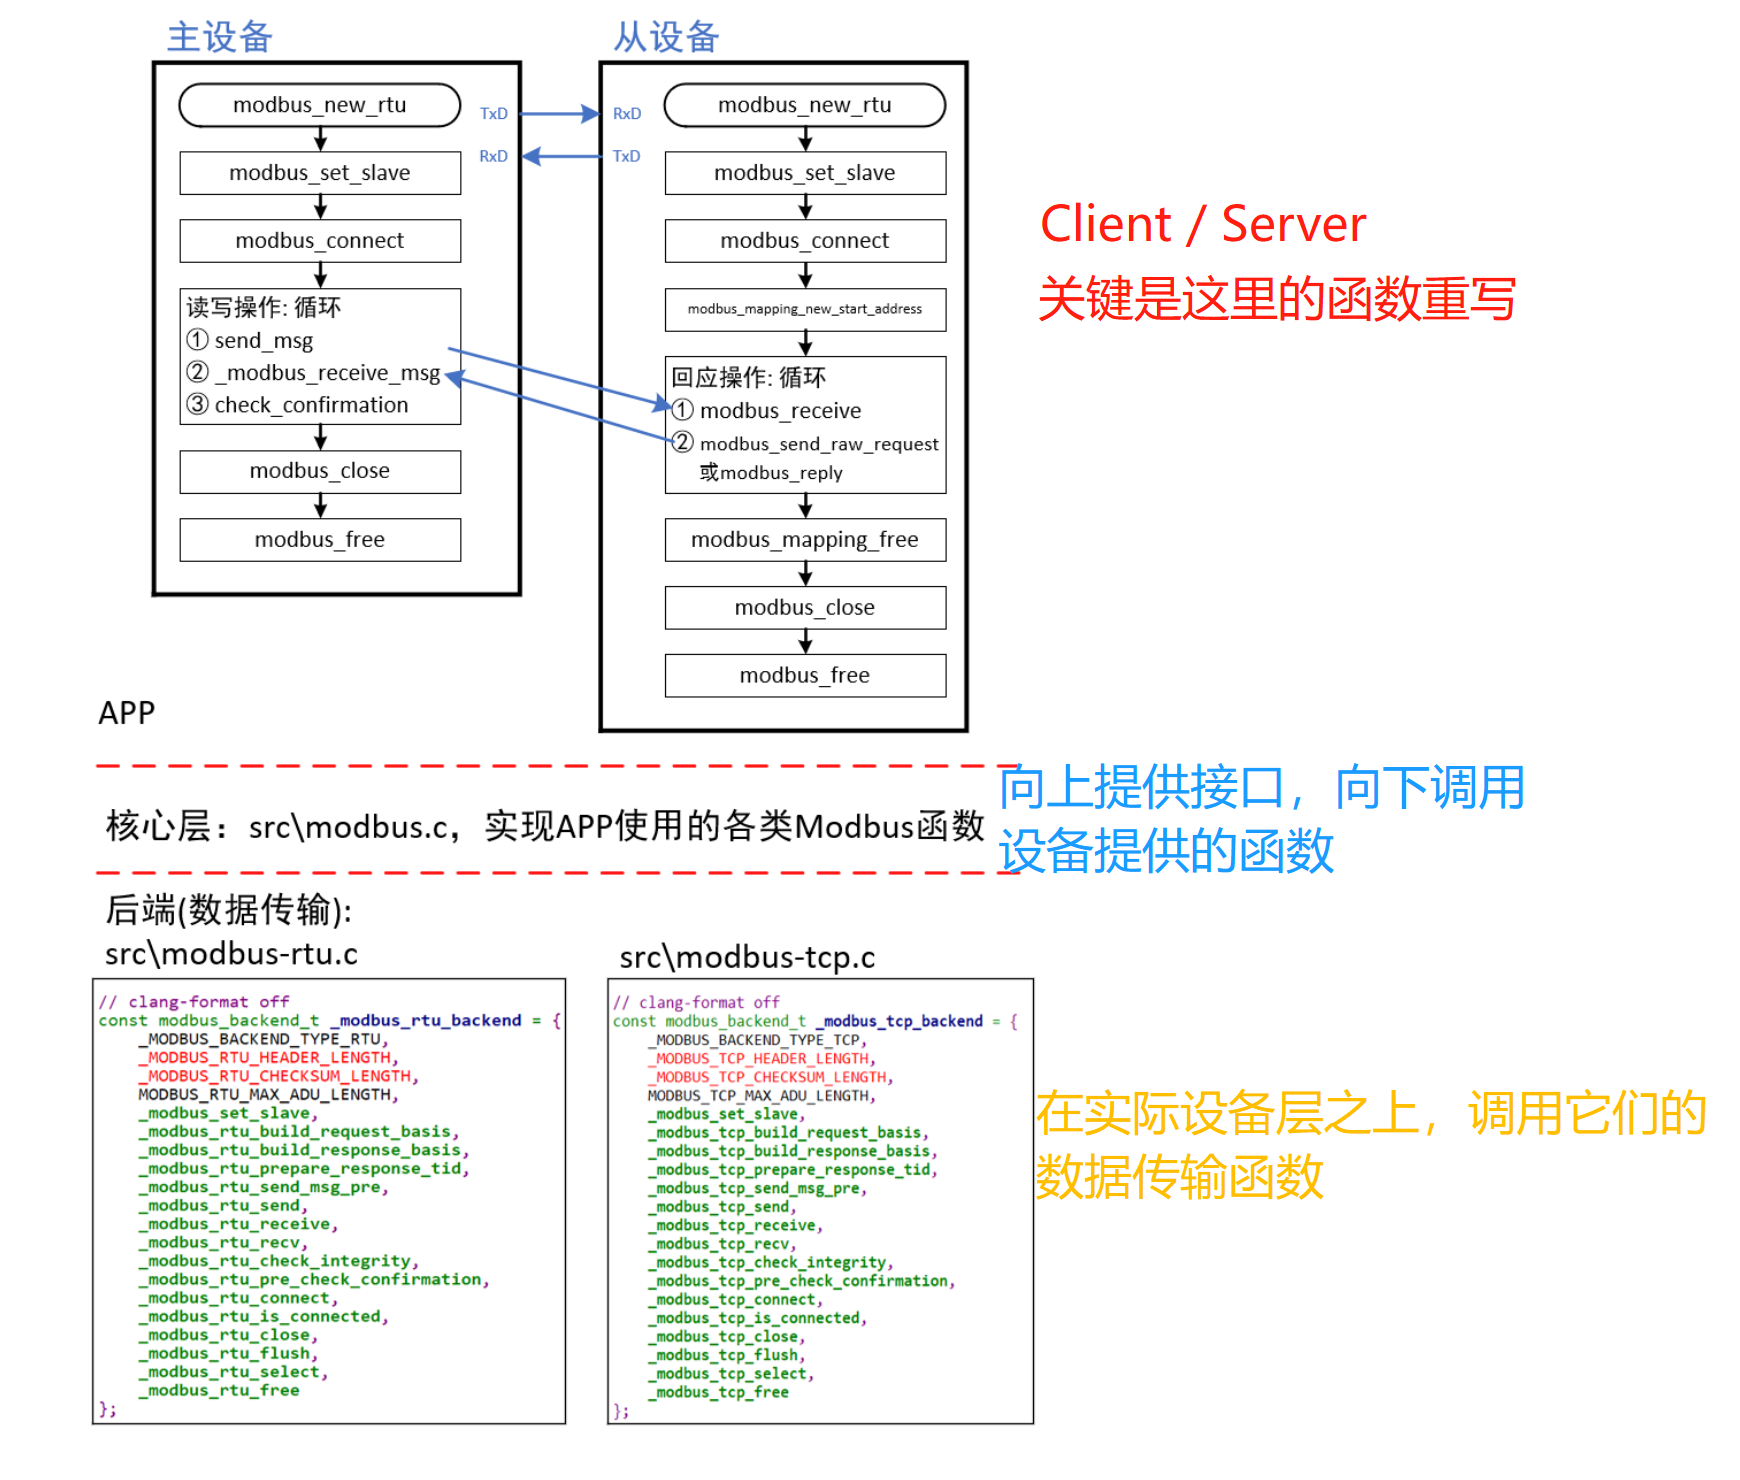 主设备
从设备
modbus_new_rtu
modbus_set_slave
modbus_connect
读写操作: 循环
① send_msg
② _modbus_receive_msg
③ check_confirmation
modbus_close
modbus_free
TxD
RxD
RxD
TxD
modbus_new_rtu
modbus_set_slave
modbus_connect
modbus_mapping_new_start_address
回应操作: 循环
① modbus_receive
② modbus_send_raw_request
或modbus_reply
modbus_mapping_free
modbus_close
modbus_free
Client / Server
关键是这里的函数重写
APP
核心层：src\modbus.c，实现APP使用的各类Modbus函数
向上提供接口，向下调用
设备提供的函数
后端(数据传输):
src\modbus-rtu.c
// clang-format off
const modbus_backend_t _modbus_rtu_backend = {
_MODBUS_BACKEND_TYPE_RTU,
_MODBUS_RTU_HEADER_LENGTH,
_MODBUS_RTU_CHECKSUM_LENGTH,
MODBUS_RTU_MAX_ADU_LENGTH,
_modbus_set_slave,
_modbus_rtu_build_request_basis,
_modbus_rtu_build_response_basis,
_modbus_rtu_prepare_response_tid,
_modbus_rtu_send_msg_pre,
_modbus_rtu_send,
_modbus_rtu_receive,
_modbus_rtu_recv,
_modbus_rtu_check_integrity,
_modbus_rtu_pre_check_confirmation,
_modbus_rtu_connect,
_modbus_rtu_is_connected,
_modbus_rtu_close,
_modbus_rtu_flush,
_modbus_rtu_select,
_modbus_rtu_free
};
src\modbus-tcp.c
// clang-format off
const modbus_backend_t _modbus_tcp_backend = {
_MODBUS_BACKEND_TYPE_TCP,
_MODBUS_TCP_HEADER_LENGTH,
_MODBUS_TCP_CHECKSUM_LENGTH,
MODBUS_TCP_MAX_ADU_LENGTH,
_modbus_set_slave,
_modbus_tcp_build_request_basis,
_modbus_tcp_build_response_basis,
_modbus_tcp_prepare_response_tid,
_modbus_tcp_send_msg_pre,
_modbus_tcp_send,
_modbus_tcp_receive,
_modbus_tcp_recv,
_modbus_tcp_check_integrity,
_modbus_tcp_pre_check_confirmation,
_modbus_tcp_connect,
_modbus_tcp_is_connected,
_modbus_tcp_close,
_modbus_tcp_flush,
_modbus_tcp_select,
_modbus_tcp_free
};
在实际设备层之上，调用它们的
数据传输函数